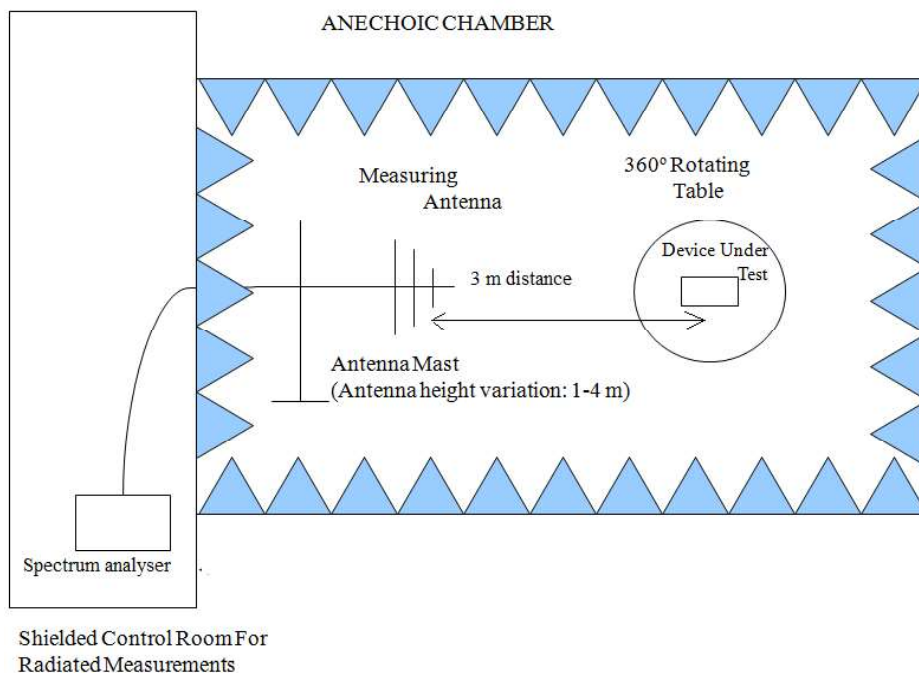 ANECHOIC CHAMBER
Measuring
Antenna
360º Rotating
Table
Device Under
Test
3 m distance
Antenna Mast
(Antenna height variation: 1-4 m)
Spectrum analyser
Shielded Control Room For
Radiated Measurements